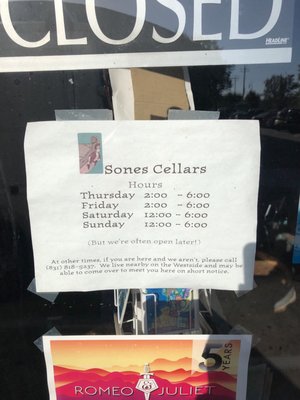 CLOSED
HEADLINE
Sones Cellars
Hours
Thursday 2:00 - 6:00
Friday 2:00 - 6:00
Saturday 12:00 - 6:00
Sunday 12:00 - 6:00
(But we're often open later!)
At other times, if you are here and we aren't, please call
(831) 818-9237. We live nearby on the Westside and may be
able to come over to meet you here on short notice.
5 YEARS
ROMEO JULIET